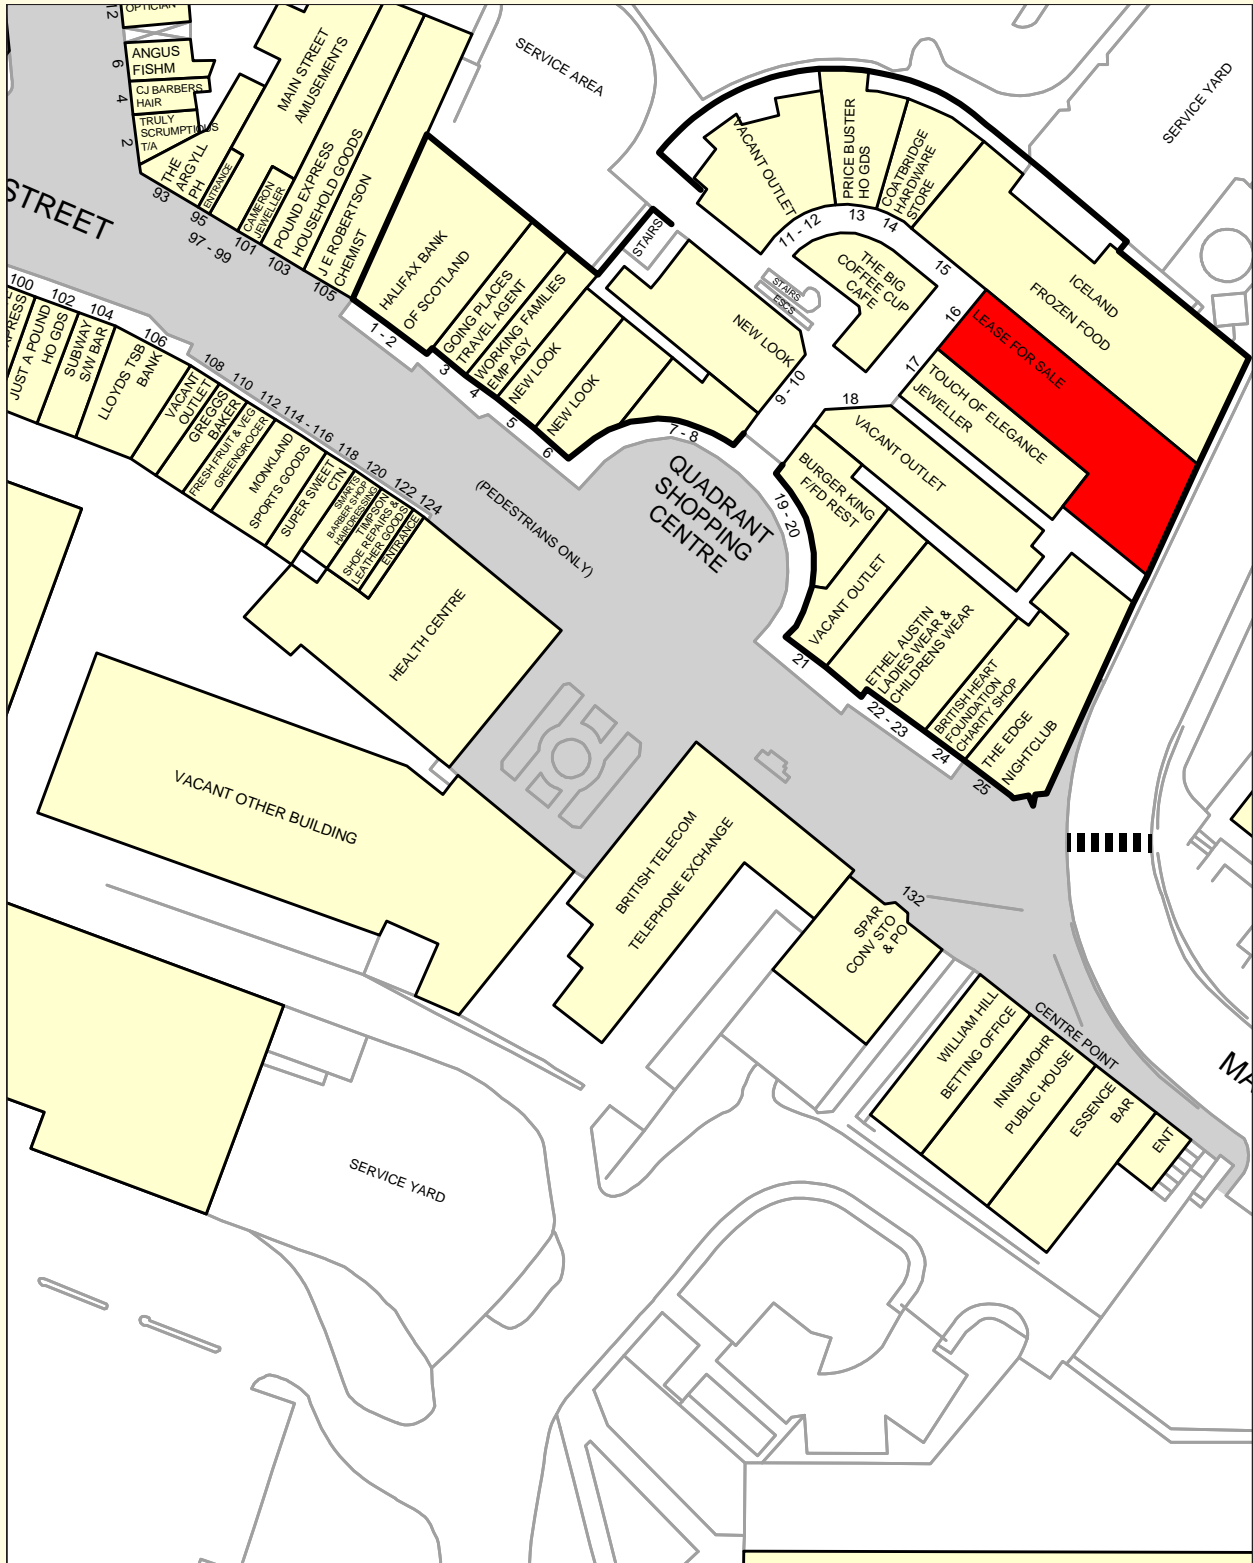 12
OPTICIAN
6
ANGUS
FISHM
4
CJ BARBERS
HAIR
2
TRULY
SCRUMPTIOUS
T/A
THE
ARGYLL
PH
93
ENTRANCE
95
MAIN STREET
AMUSEMENTS
97 - 99
CAMERON
JEWELLER
101
POUND EXPRESS
HOUSEHOLD GOODS
103
J E ROBERTSON
CHEMIST
105
STREET
SERVICE AREA
SERVICE YARD
HALIFAX BANK
OF SCOTLAND
1 - 2
GOING PLACES
TRAVEL AGENT
3
WORKING FAMILIES
EMP AGY
4
NEW LOOK
5
NEW LOOK
6
7 - 8
STAIRS
NEW LOOK
9 - 10
STAIRS
ESCS
VACANT OUTLET
11 - 12
PRICE BUSTER
HO GDS
13
COATBRIDGE
HARDWARE
STORE
14
THE BIG
COFFEE CUP
CAFE
ICELAND
FROZEN FOOD
15
LEASE FOR SALE
16
TOUCH OF ELEGANCE
JEWELLER
17
18
VACANT OUTLET
BURGER KING
F/FD REST
19 - 20
VACANT OUTLET
21
ETHEL AUSTIN
LADIES WEAR &
CHILDRENS WEAR
22 - 23
BRITISH HEART
FOUNDATION
CHARITY SHOP
24
THE EDGE
NIGHTCLUB
25
QUADRANT
SHOPPING
CENTRE
(PEDESTRIANS ONLY)
100
JUST A POUND
HO GDS
102
SUBWAY
S/W BAR
104
LLOYDS TSB
BANK
106
VACANT
OUTLET
108
GREGGS
BAKER
110
FRESH FRUIT & VEG
GREENGROCER
112
MONKLAND
SPORTS GOODS
114 - 116
SUPER SWEET
CTN
118
SMARTS
BARBER SHOP
HAIRDRESSING
120
TIMPSON
SHOE REPAIRS &
LEATHER GOODS
122
ENTRANCE
124
HEALTH CENTRE
VACANT OTHER BUILDING
BRITISH TELECOM
TELEPHONE EXCHANGE
132
SPAR
CONV STO
& PO
CENTRE POINT
WILLIAM HILL
BETTING OFFICE
INNISHMOHR
PUBLIC HOUSE
ESSENCE
BAR
ENT
MA
SERVICE YARD